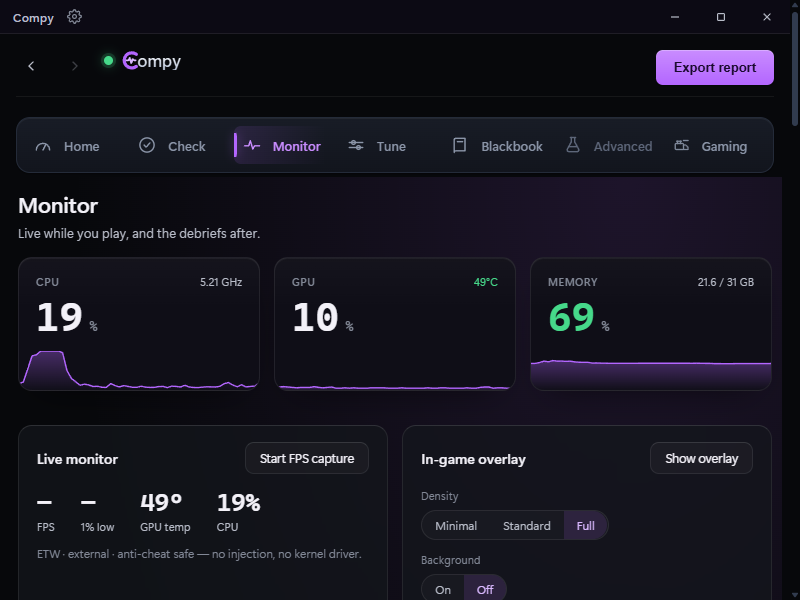 Compy
Compy
Export report
Home
Check
Monitor
Tune
Blackbook
Advanced
Gaming
Monitor
Live while you play, and the debriefs after.
CPU
5.21 GHz
19 %
GPU
49°C
10 %
MEMORY
21.6 / 31 GB
69 %
Live monitor
Start FPS capture
— — 49° 19%
FPS 1% low GPU temp CPU
ETW · external · anti-cheat safe — no injection, no kernel driver.
In-game overlay
Show overlay
Density
Minimal Standard Full
Background
On Off